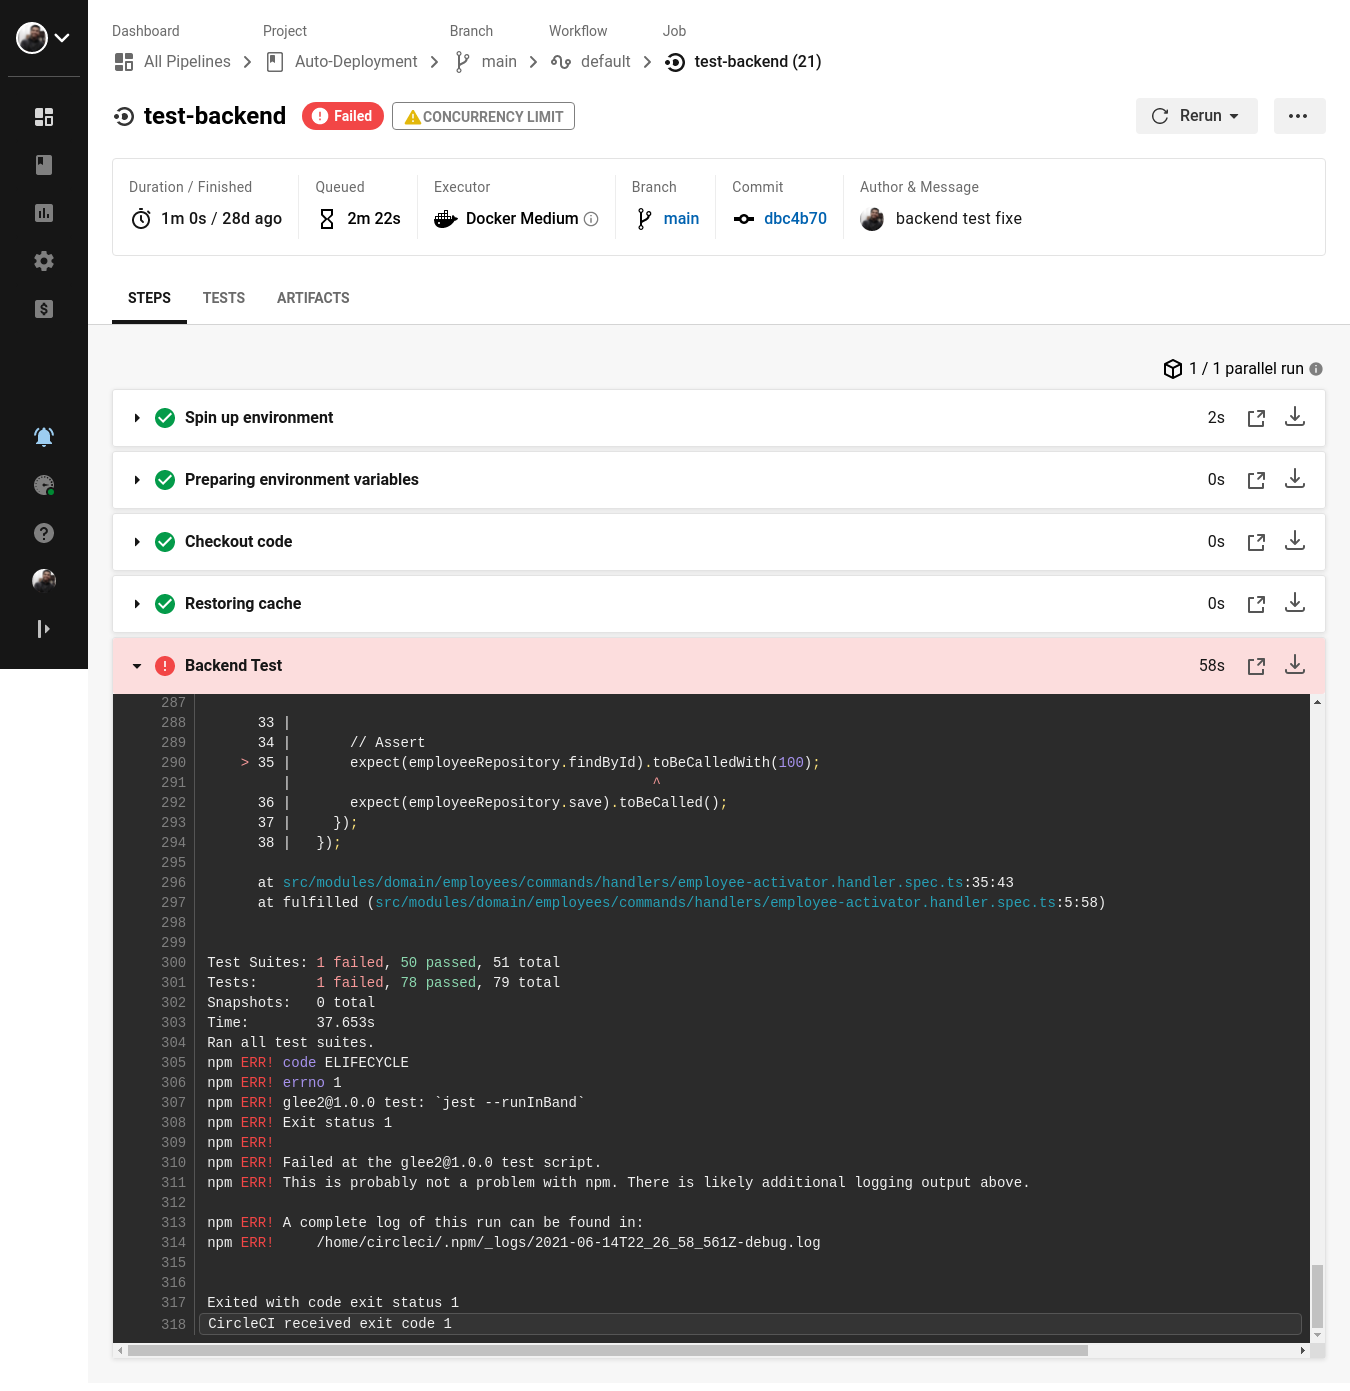 Dashboard Project Branch Workflow Job
All Pipelines Auto-Deployment main default test-backend (21)
test-backend Failed CONCURRENCY LIMIT Rerun
Duration / Finished Queued Executor Branch Commit Author & Message
1m 0s / 28d ago 2m 22s Docker Medium main dbc4b70 backend test fixe
STEPS TESTS ARTIFACTS
1 / 1 parallel run
Spin up environment 2s
Preparing environment variables 0s
Checkout code 0s
Restoring cache 0s
Backend Test 58s
287
288 33 |
289 34 | // Assert
290 > 35 | expect(employeeRepository.findById).toBeCalledWith(100);
291 | ^
292 36 | expect(employeeRepository.save).toBeCalled();
293 37 | });
294 38 | });
295
296 at src/modules/domain/employees/commands/handlers/employee-activator.handler.spec.ts:35:43
297 at fulfilled (src/modules/domain/employees/commands/handlers/employee-activator.handler.spec.ts:5:58)
298
299
300 Test Suites: 1 failed, 50 passed, 51 total
301 Tests: 1 failed, 78 passed, 79 total
302 Snapshots: 0 total
303 Time: 37.653s
304 Ran all test suites.
305 npm ERR! code ELIFECYCLE
306 npm ERR! errno 1
307 npm ERR! glee2@1.0.0 test: `jest --runInBand`
308 npm ERR! Exit status 1
309 npm ERR!
310 npm ERR! Failed at the glee2@1.0.0 test script.
311 npm ERR! This is probably not a problem with npm. There is likely additional logging output above.
312
313 npm ERR! A complete log of this run can be found in:
314 npm ERR! /home/circleci/.npm/_logs/2021-06-14T22_26_58_561Z-debug.log
315
316
317 Exited with code exit status 1
318 CircleCI received exit code 1